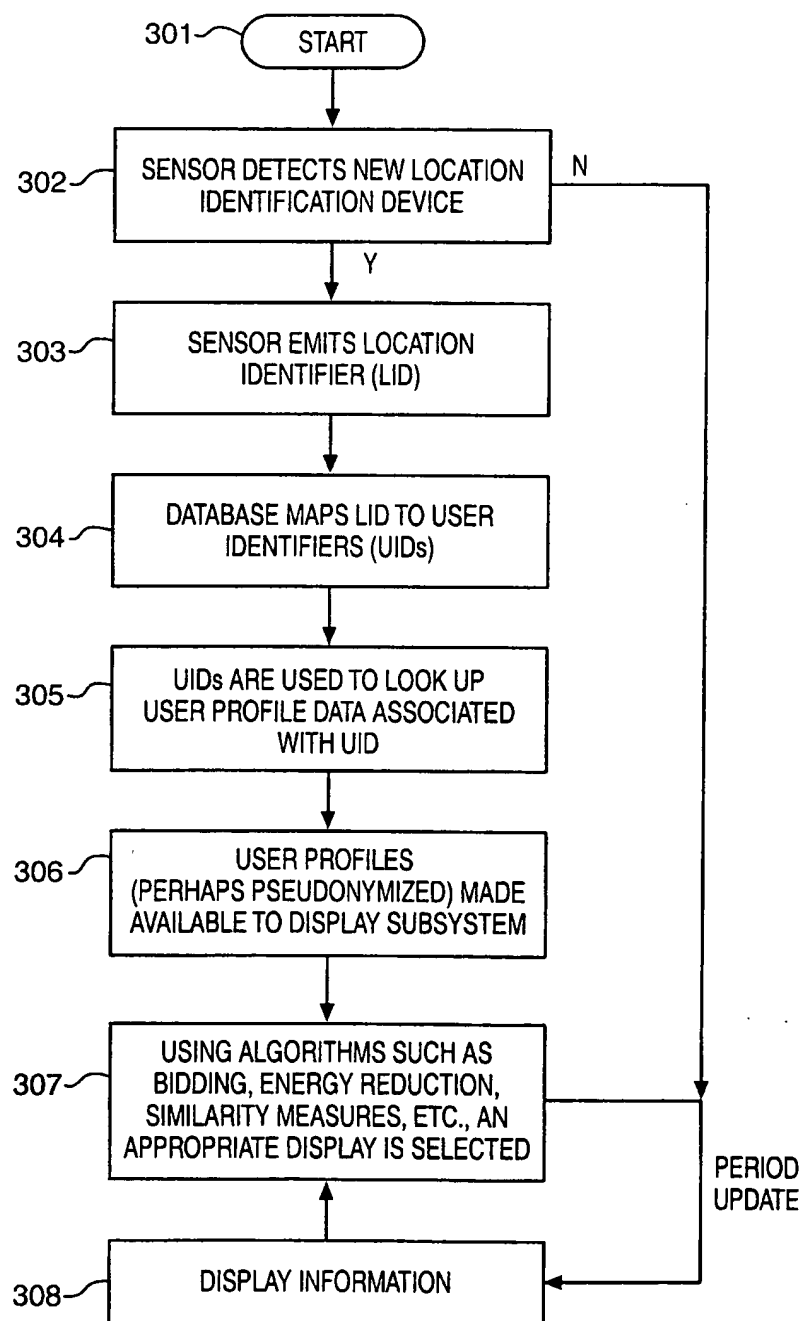 301
START
302
SENSOR DETECTS NEW LOCATION
IDENTIFICATION DEVICE
N
Y
303
SENSOR EMITS LOCATION
IDENTIFIER (LID)
304
DATABASE MAPS LID TO USER
IDENTIFIERS (UIDs)
305
UIDs ARE USED TO LOOK UP
USER PROFILE DATA ASSOCIATED
WITH UID
306
USER PROFILES
(PERHAPS PSEUDONYMIZED) MADE
AVAILABLE TO DISPLAY SUBSYSTEM
307
USING ALGORITHMS SUCH AS
BIDDING, ENERGY REDUCTION,
SIMILARITY MEASURES, ETC., AN
APPROPRIATE DISPLAY IS SELECTED
PERIOD
UPDATE
308
DISPLAY INFORMATION